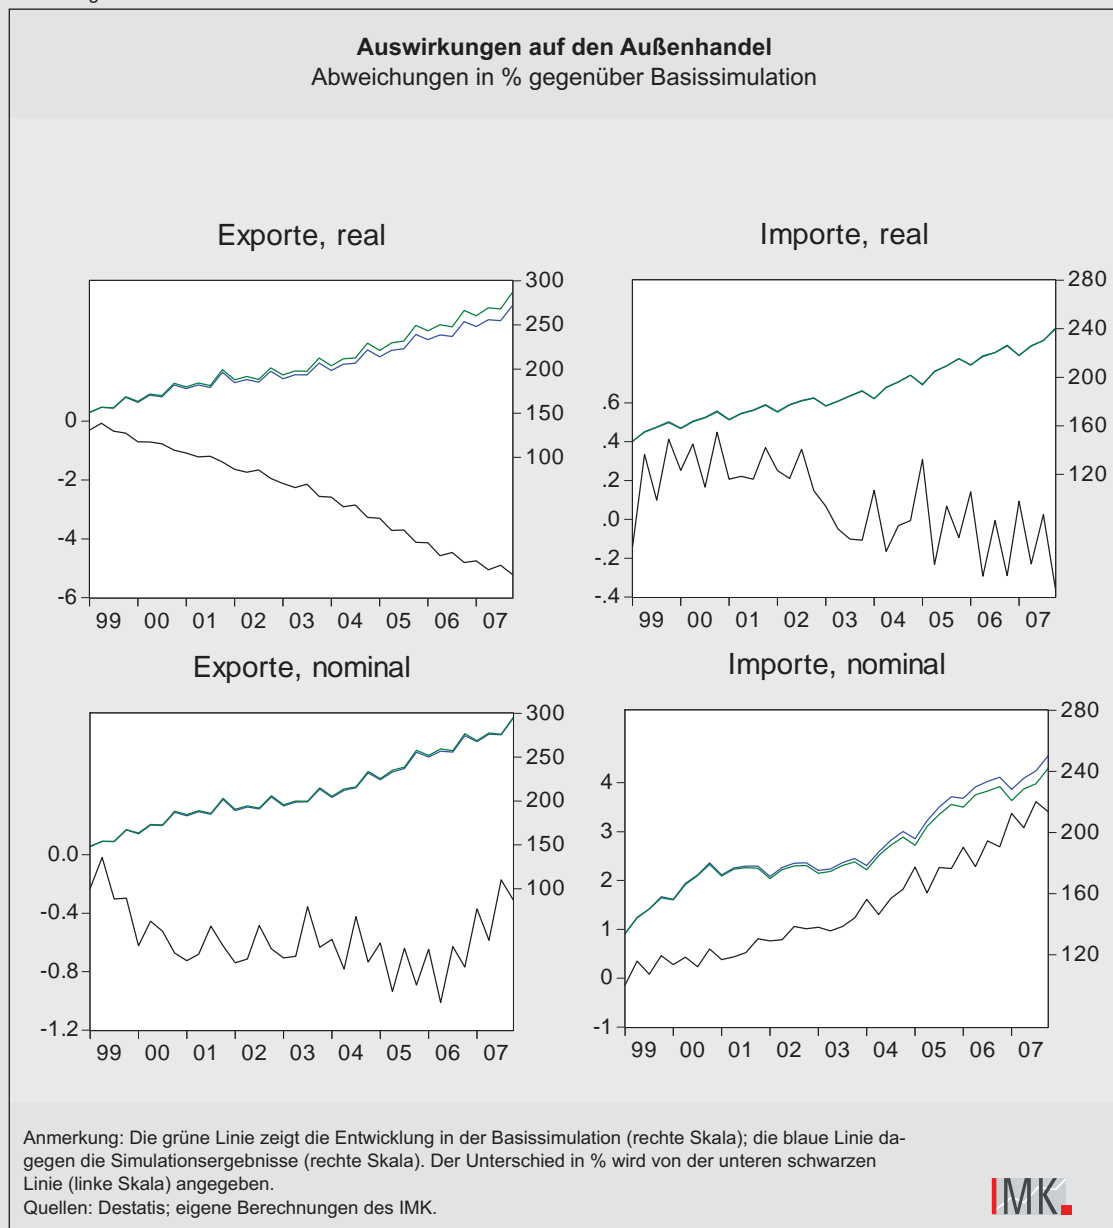 Auswirkungen auf den Außenhandel
Abweichungen in % gegenüber Basissimulation
Exporte, real
300
250
200
150
100
0
-2
-4
-6
99 00 01 02 03 04 05 06 07
Importe, real
280
240
200
160
120
.6
.4
.2
.0
-.2
-.4
99 00 01 02 03 04 05 06 07
Exporte, nominal
300
250
200
150
100
0.0
-0.4
-0.8
-1.2
99 00 01 02 03 04 05 06 07
Importe, nominal
280
240
200
160
120
4
3
2
1
0
-1
99 00 01 02 03 04 05 06 07
Anmerkung: Die grüne Linie zeigt die Entwicklung in der Basissimulation (rechte Skala); die blaue Linie da-
gegen die Simulationsergebnisse (rechte Skala). Der Unterschied in % wird von der unteren schwarzen
Linie (linke Skala) angegeben.
Quellen: Destatis; eigene Berechnungen des IMK.
IMK